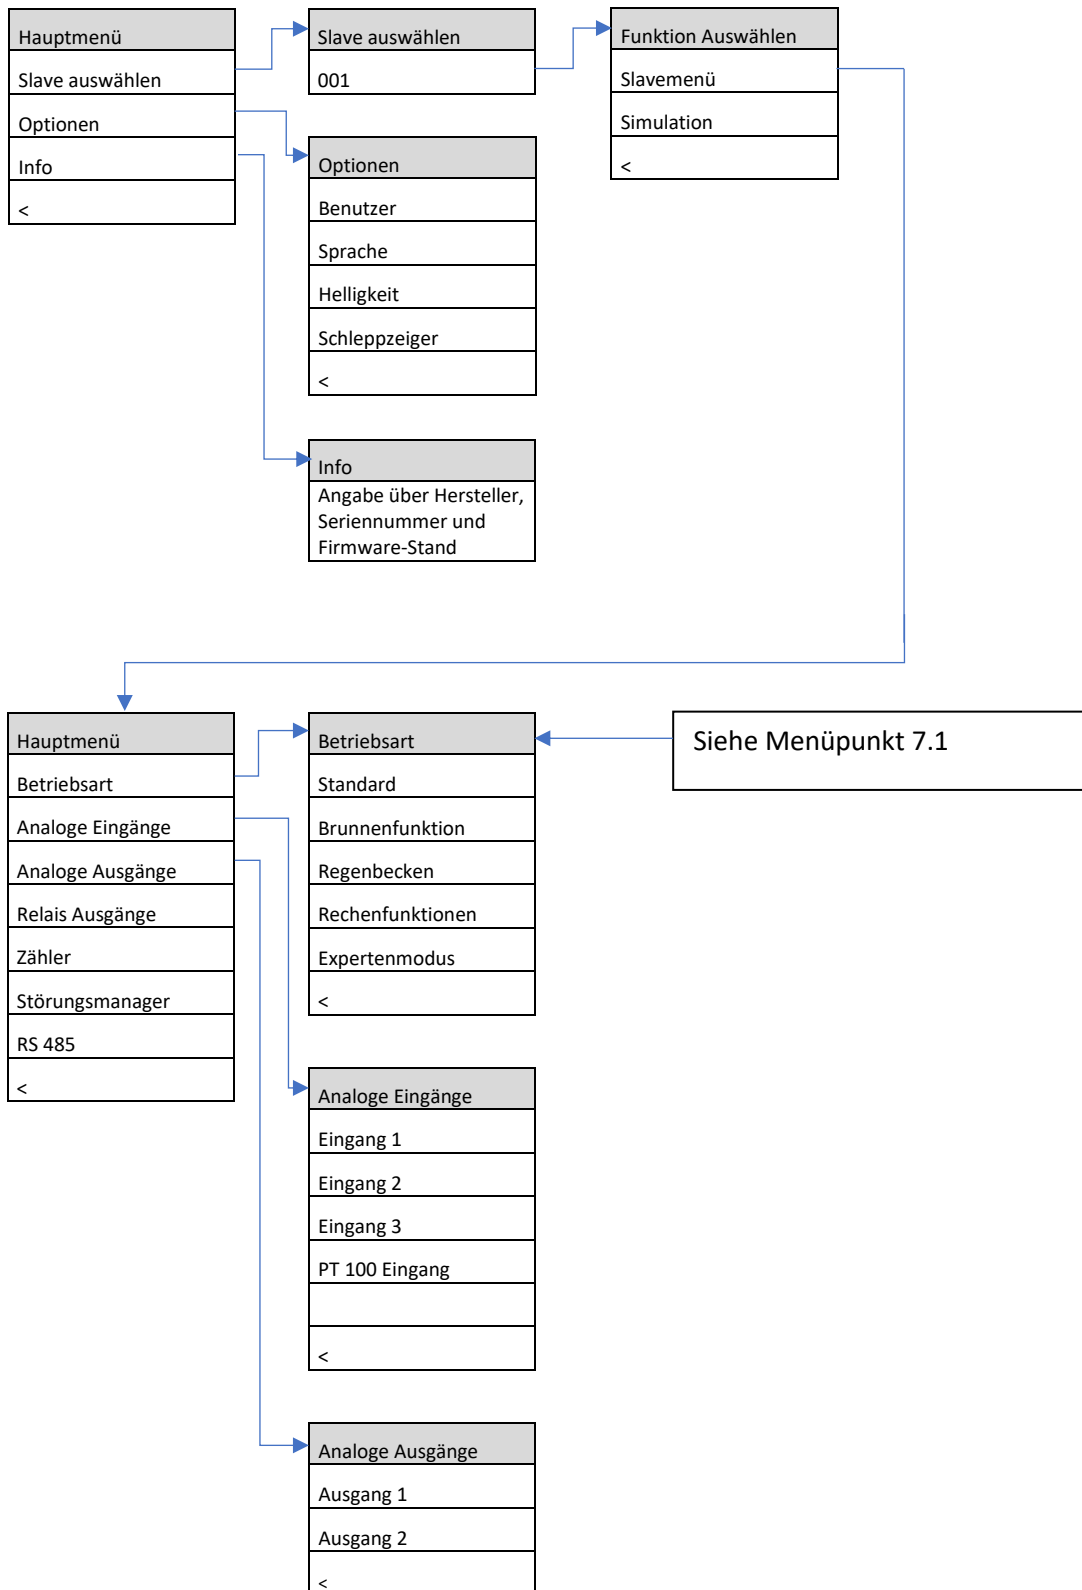 Hauptmenü
Slave auswählen
Optionen
Info
<
Slave auswählen
001
Funktion Auswählen
Slavemenü
Simulation
<
Optionen
Benutzer
Sprache
Helligkeit
Schleppzeiger
<
Info
Angabe über Hersteller,
Seriennummer und
Firmware-Stand
Hauptmenü
Betriebsart
Analoge Eingänge
Analoge Ausgänge
Relais Ausgänge
Zähler
Störungsmanager
RS 485
<
Betriebsart
Standard
Brunnenfunktion
Regenbecken
Rechenfunktionen
Expertenmodus
<
Siehe Menüpunkt 7.1
Analoge Eingänge
Eingang 1
Eingang 2
Eingang 3
PT 100 Eingang
<
Analoge Ausgänge
Ausgang 1
Ausgang 2
<